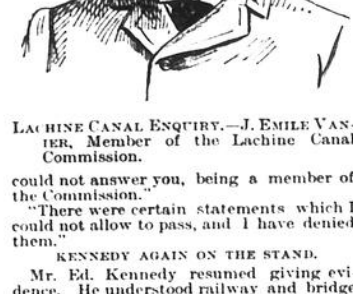 LACHINE CANAL ENQUIRY.—J. EMILE VAN-
IER, Member of the Lachine Canal
Commission.
could not answer you, being a member of
the Commission."
"There were certain statements which I
could not allow to pass, and I have denied
them."
KENNEDY AGAIN ON THE STAND.
Mr. Ed. Kennedy resumed giving evi-
dence. He understood railway and bridge